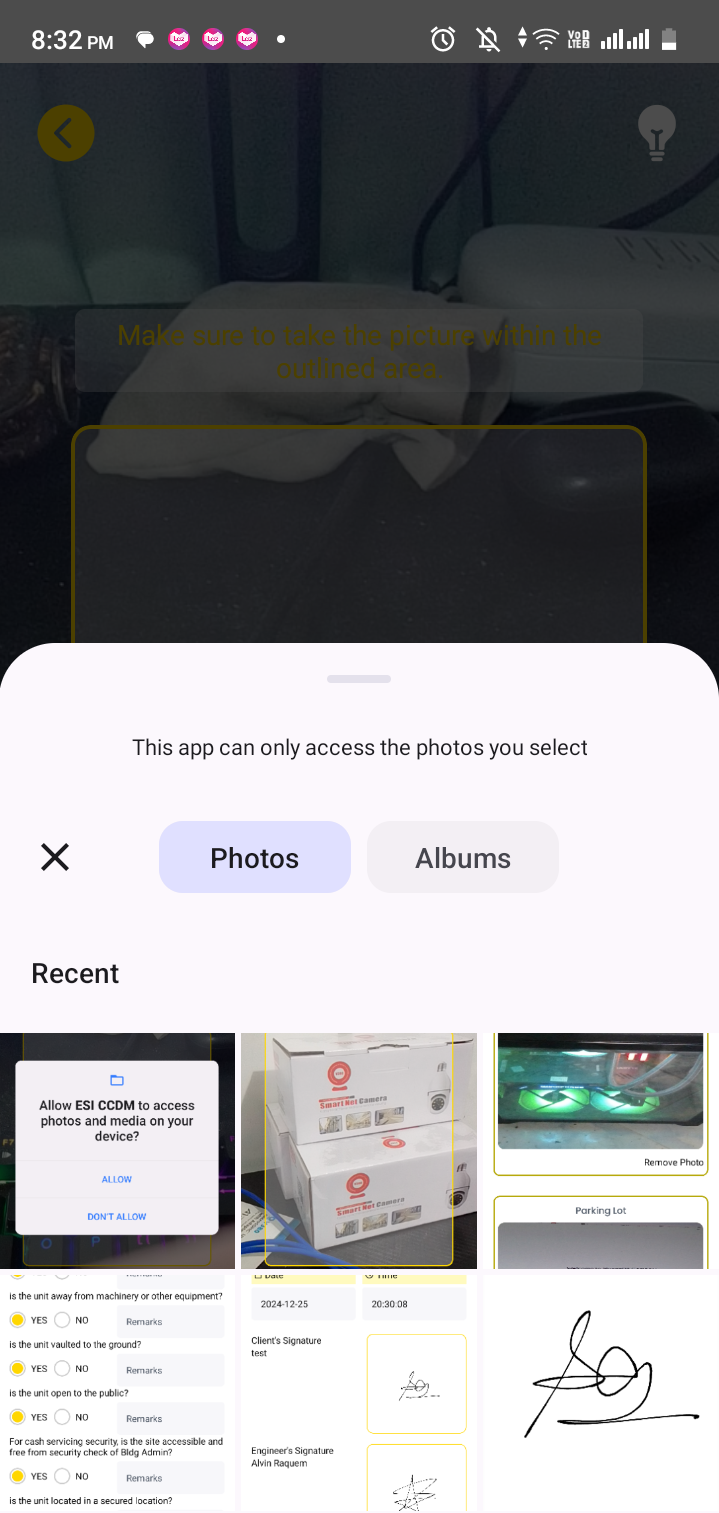 8:32 PM
Vo 1
LTE 2
Make sure to take the picture within the
outlined area.
This app can only access the photos you select
Photos
Albums
Recent
Allow ESI CCDM to access
photos and media on your
device?
ALLOW
DON'T ALLOW
Smart Net Camera
Smart Net Camera
Remove Photo
Parking Lot
Remarks
is the unit away from machinery or other equipment?
YES NO Remarks
is the unit vaulted to the ground?
YES NO Remarks
is the unit open to the public?
YES NO Remarks
For cash servicing security, is the site accessible and
free from security check of Bldg Admin?
YES NO Remarks
is the unit located in a secured location?
Date Time
2024-12-25 20:30:08
Client's Signature
test
Engineer's Signature
Alvin Raquem